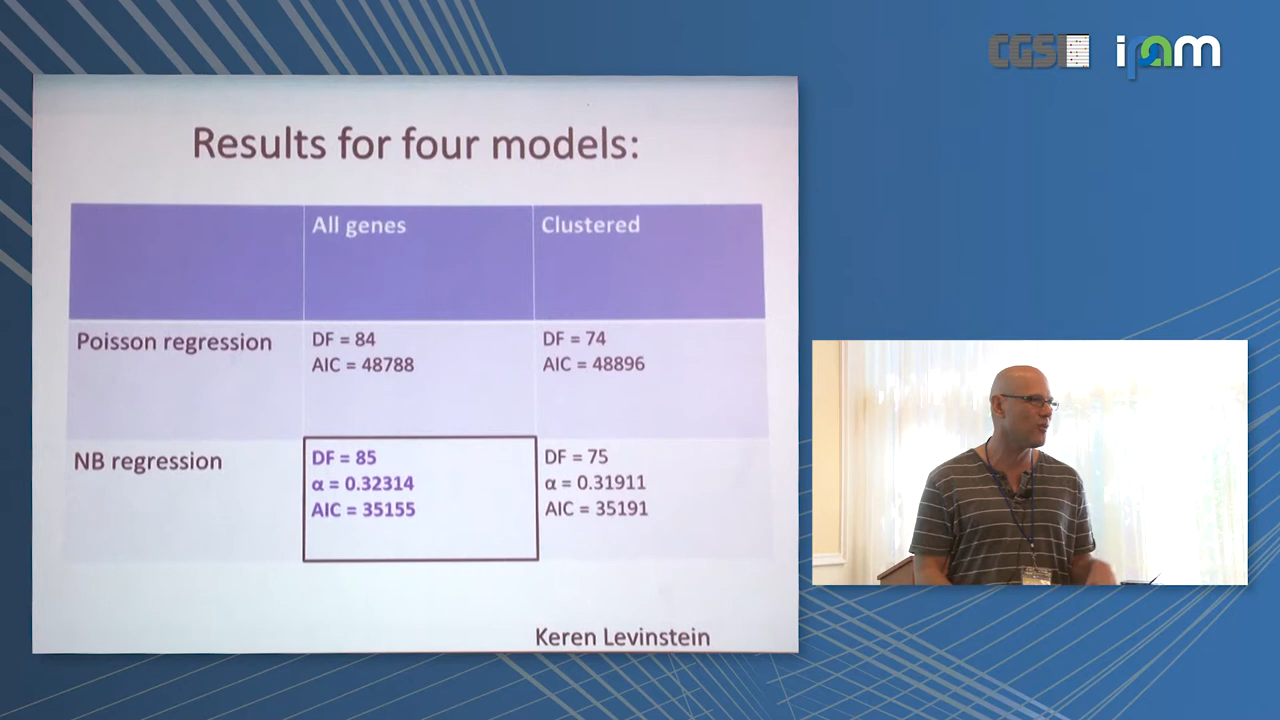 CGSI ipam
Results for four models:
All genes
Clustered
Poisson regression
DF = 84
AIC = 48788
DF = 74
AIC = 48896
NB regression
DF = 85
α = 0.32314
AIC = 35155
DF = 75
α = 0.31911
AIC = 35191
Keren Levinstein